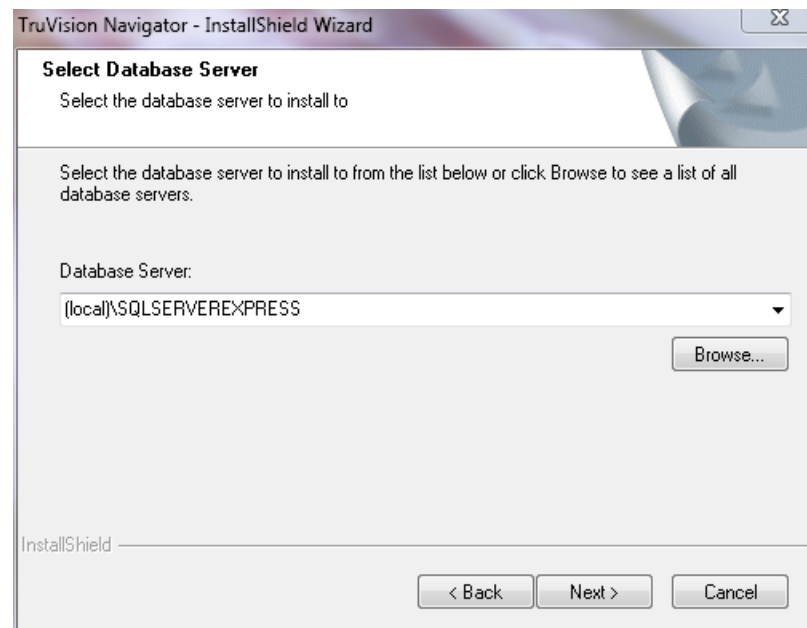 TruVision Navigator - InstallShield Wizard
Select Database Server
Select the database server to install to
Select the database server to install to from the list below or click Browse to see a list of all
database servers.
Database Server:
(local)\SQLSERVEREXPRESS
Browse...
InstallShield
< Back
Next >
Cancel